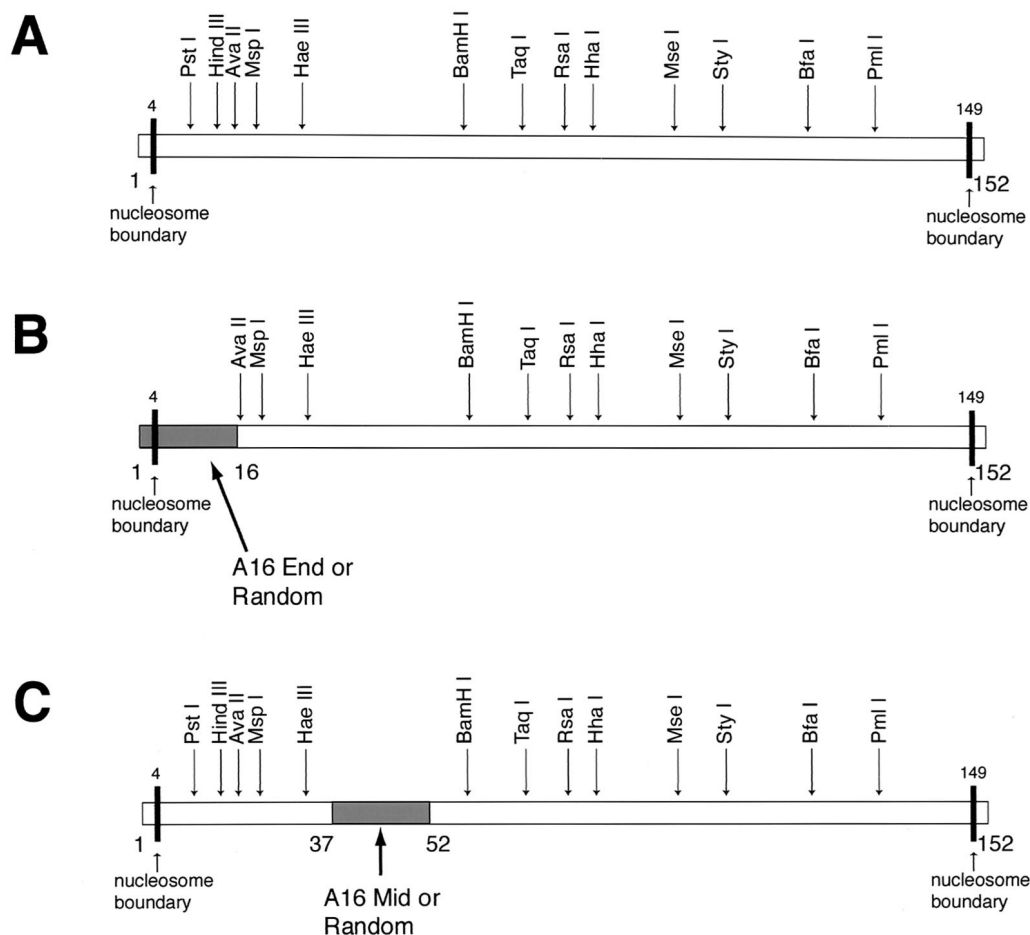 A
Pst I
Hind III
Ava II
Msp I
Hae III
BamH I
Taq I
Rsa I
Hha I
Mse I
Sty I
Bfa I
Pml I
4
149
1
152
nucleosome
boundary
nucleosome
boundary
B
Ava II
Msp I
Hae III
BamH I
Taq I
Rsa I
Hha I
Mse I
Sty I
Bfa I
Pml I
4
149
1
16
152
nucleosome
boundary
nucleosome
boundary
A16 End or
Random
C
Pst I
Hind III
Ava II
Msp I
Hae III
BamH I
Taq I
Rsa I
Hha I
Mse I
Sty I
Bfa I
Pml I
4
149
1
37
52
152
nucleosome
boundary
nucleosome
boundary
A16 Mid or
Random